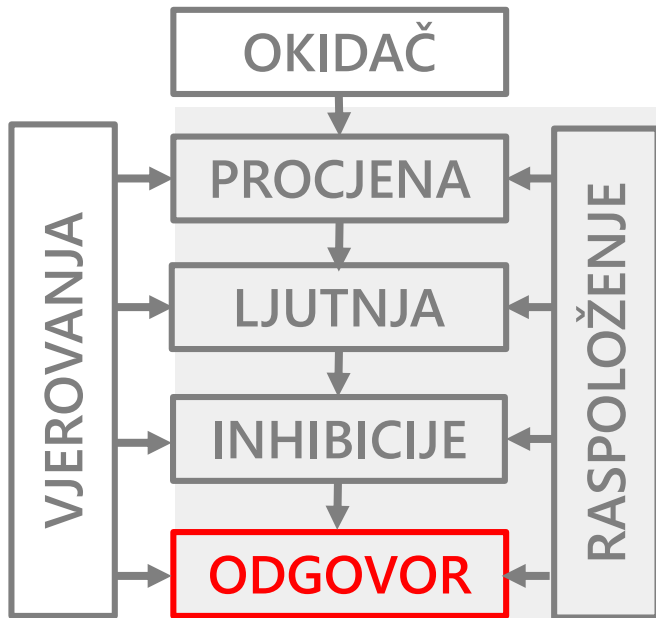 OKIDAČ
PROCJENA
LJUTNJA
INHIBICIJE
ODGOVOR
VJEROVANJA
RASPOLOŽENJE